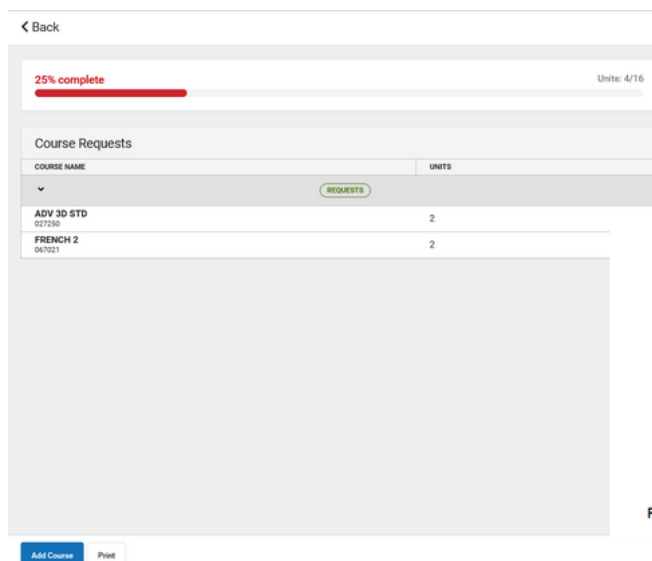 Back
25% complete
Units: 4/16
Course Requests
COURSE NAME UNITS
REQUESTS
ADV 3D STD 2
027250
FRENCH 2 2
067021
Add Course Print